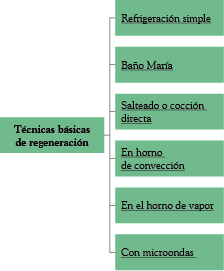 Refrigeración simple
Baño María
Salteado o cocción
directa
Técnicas básicas
de regeneración
En horno
de convección
En el horno de vapor
Con microondas